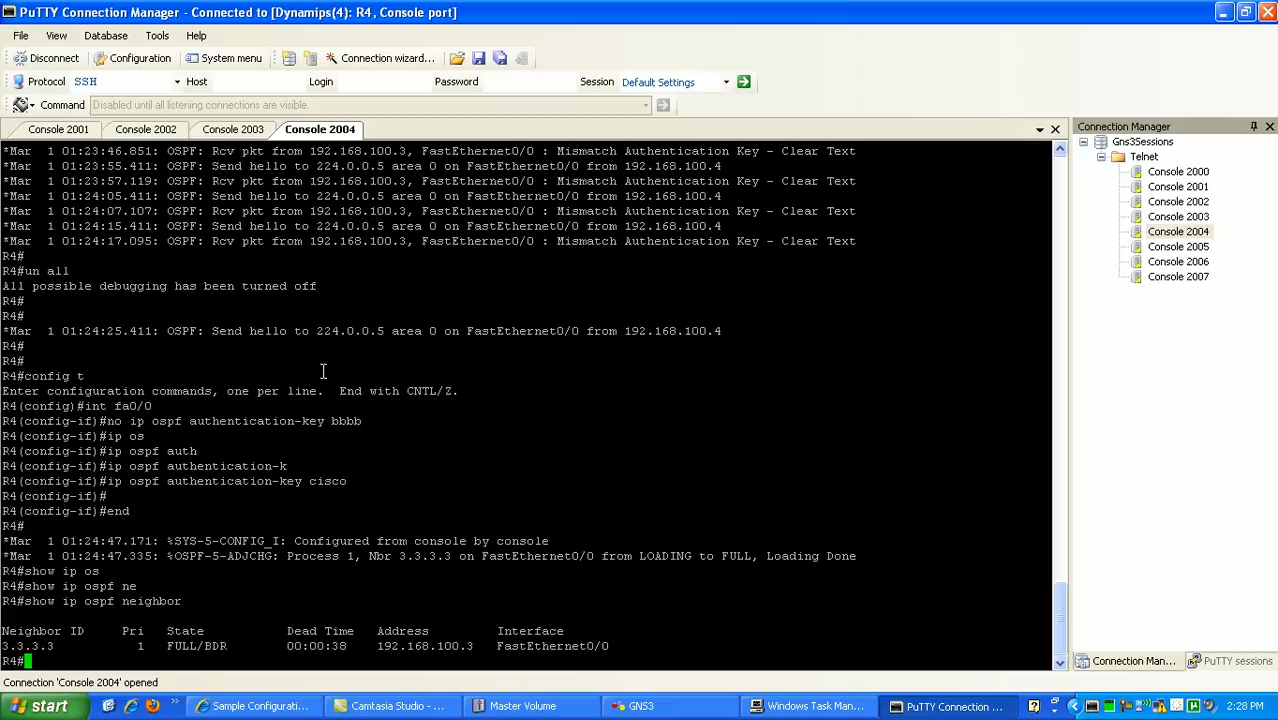 PuTTY Connection Manager - Connected to [Dynamips(4): R4, Console port]
File View Database Tools Help
Disconnect Configuration System menu Connection wizard...
Protocol SSH Host Login Password Session Default Settings
Command Disabled until all listening connections are visible.
Console 2001 Console 2002 Console 2003 Console 2004
*Mar  1 01:23:46.851: OSPF: Rcv pkt from 192.168.100.3, FastEthernet0/0 : Mismatch Authentication Key - Clear Text
*Mar  1 01:23:55.411: OSPF: Send hello to 224.0.0.5 area 0 on FastEthernet0/0 from 192.168.100.4
*Mar  1 01:23:57.119: OSPF: Rcv pkt from 192.168.100.3, FastEthernet0/0 : Mismatch Authentication Key - Clear Text
*Mar  1 01:24:05.411: OSPF: Send hello to 224.0.0.5 area 0 on FastEthernet0/0 from 192.168.100.4
*Mar  1 01:24:07.107: OSPF: Rcv pkt from 192.168.100.3, FastEthernet0/0 : Mismatch Authentication Key - Clear Text
*Mar  1 01:24:15.411: OSPF: Send hello to 224.0.0.5 area 0 on FastEthernet0/0 from 192.168.100.4
*Mar  1 01:24:17.095: OSPF: Rcv pkt from 192.168.100.3, FastEthernet0/0 : Mismatch Authentication Key - Clear Text
R4#
R4#un all
All possible debugging has been turned off
R4#
R4#
*Mar  1 01:24:25.411: OSPF: Send hello to 224.0.0.5 area 0 on FastEthernet0/0 from 192.168.100.4
R4#
R4#
R4#config t
Enter configuration commands, one per line.  End with CNTL/Z.
R4(config)#int fa0/0
R4(config-if)#no ip ospf authentication-key bbbb
R4(config-if)#ip os
R4(config-if)#ip ospf auth
R4(config-if)#ip ospf authentication-k
R4(config-if)#ip ospf authentication-key cisco
R4(config-if)#
R4(config-if)#end
R4#
*Mar  1 01:24:47.171: %SYS-5-CONFIG_I: Configured from console by console
*Mar  1 01:24:47.335: %OSPF-5-ADJCHG: Process 1, Nbr 3.3.3.3 on FastEthernet0/0 from LOADING to FULL, Loading Done
R4#show ip os
R4#show ip ospf ne
R4#show ip ospf neighbor
Neighbor ID     Pri   State           Dead Time   Address         Interface
3.3.3.3           1   FULL/BDR        00:00:38    192.168.100.3   FastEthernet0/0
R4#
Connection Manager
Gns3Sessions
Telnet
Console 2000
Console 2001
Console 2002
Console 2003
Console 2004
Console 2005
Console 2006
Console 2007
Connection Man... PuTTY sessions
Connection 'Console 2004' opened
start Sample Configurati... Camtasia Studio - ... Master Volume GNS3 Windows Task Man... PuTTY Connection ... 2:28 PM